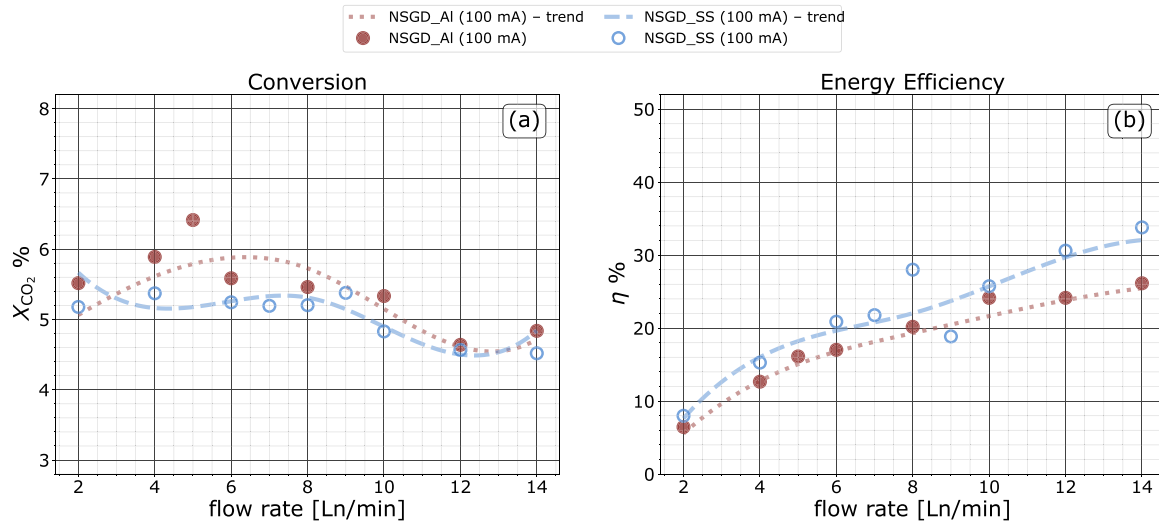 NSGD_Al (100 mA) – trend
NSGD_Al (100 mA)
NSGD_SS (100 mA) – trend
NSGD_SS (100 mA)
Conversion
(a)
8
7
6
5
4
3
X_CO₂ %
2 4 6 8 10 12 14
flow rate [Ln/min]
Energy Efficiency
(b)
50
40
30
20
10
0
η %
2 4 6 8 10 12 14
flow rate [Ln/min]